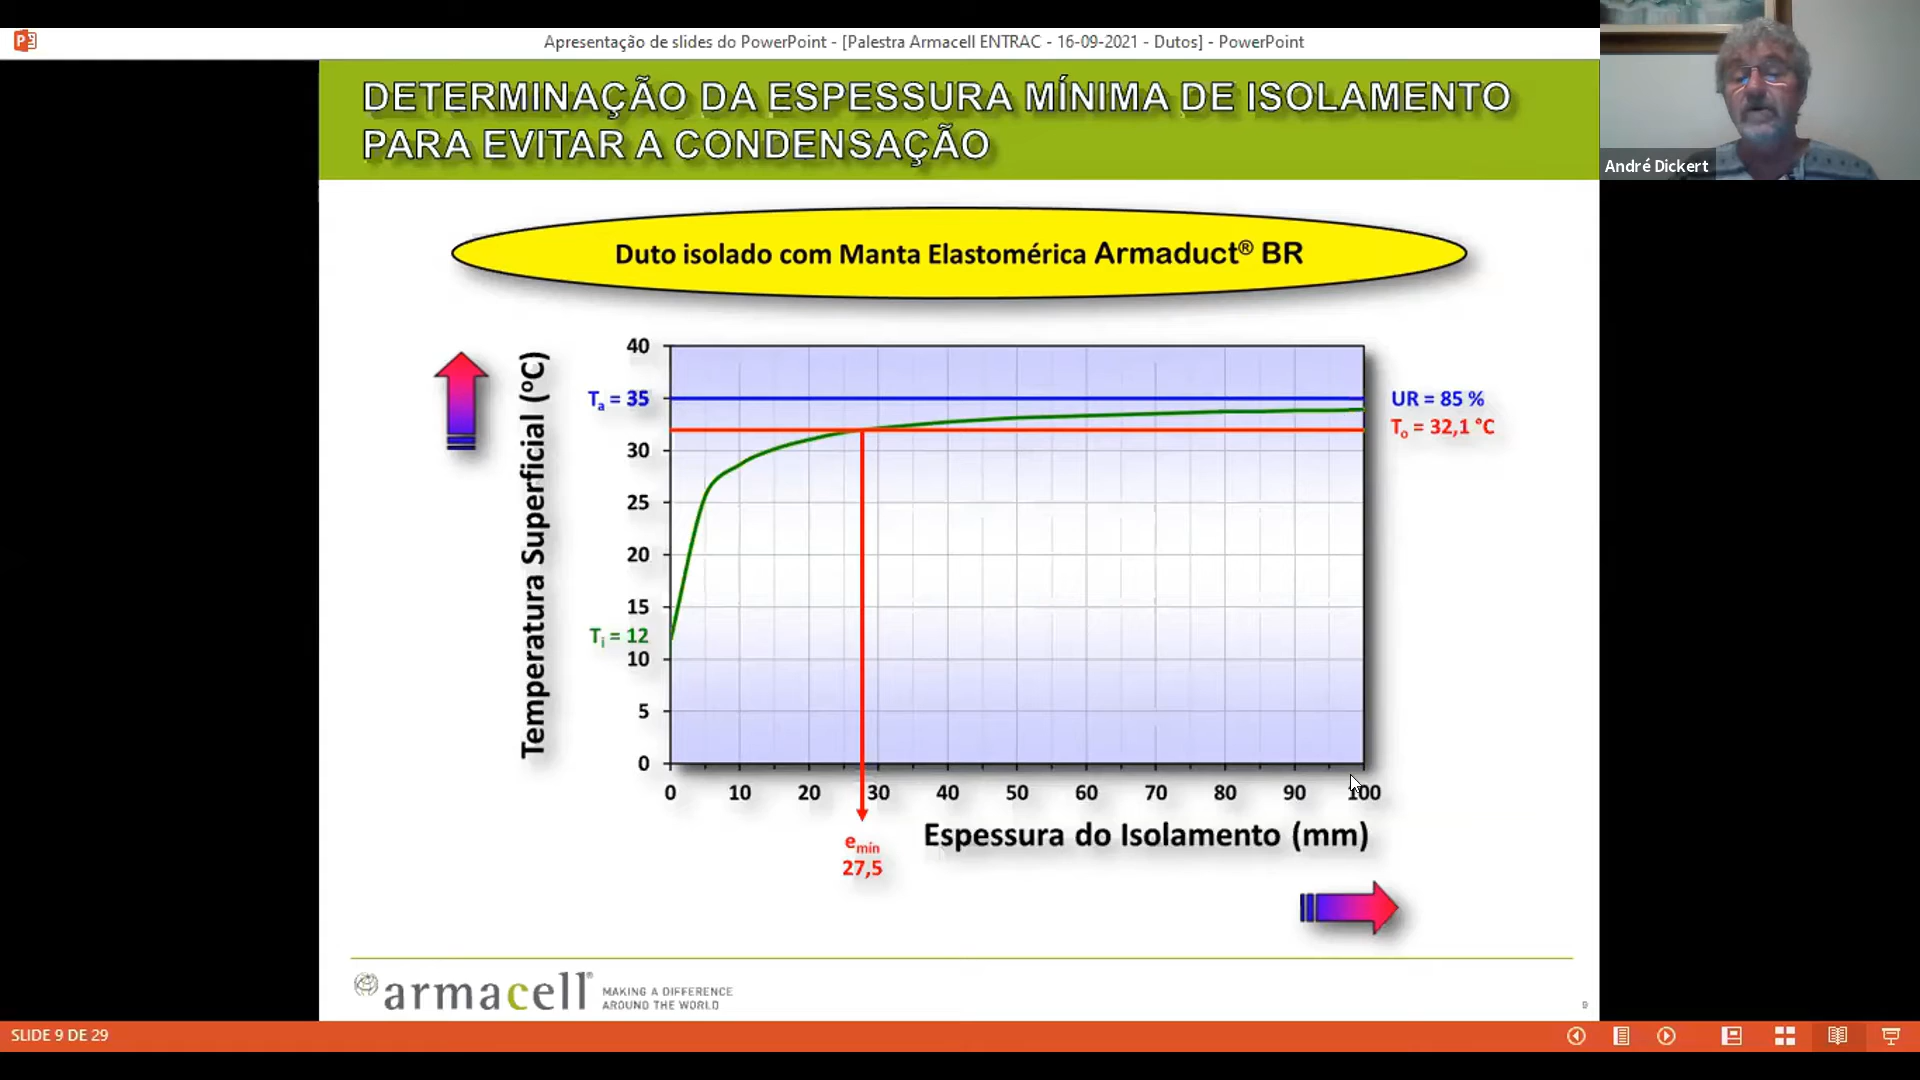 Apresentação de slides do PowerPoint - [Palestra Armacell ENTRAC - 16-09-2021 - Dutos] - PowerPoint
DETERMINAÇÃO DA ESPESSURA MÍNIMA DE ISOLAMENTO
PARA EVITAR A CONDENSAÇÃO
André Dickert
Duto isolado com Manta Elastomérica Armaduct® BR
Temperatura Superficial (ºC)
40
Ta = 35
30
25
20
15
Ti = 12
10
5
0
UR = 85 %
To = 32,1 °C
0 10 20 30 40 50 60 70 80 90 100
emín
27,5
Espessura do Isolamento (mm)
armacell®
MAKING A DIFFERENCE
AROUND THE WORLD
9
SLIDE 9 DE 29